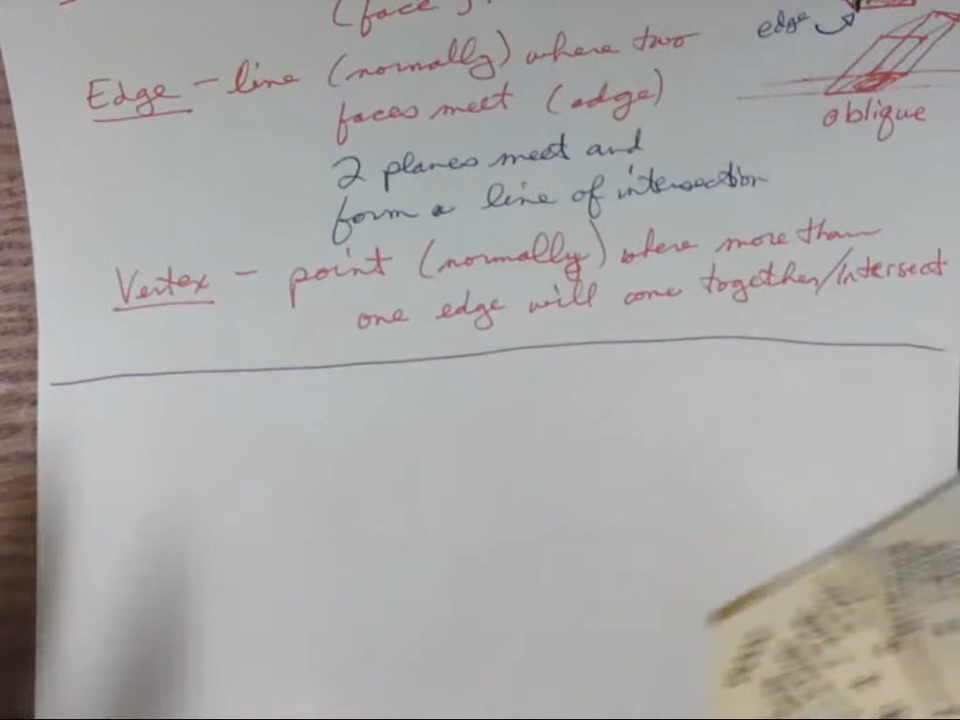 (face).
edge
Edge - line (normally) where two
faces meet (edge)
oblique
2 planes meet and
form a line of intersection
Vertex - point (normally) where more than
one edge will come together/intersect